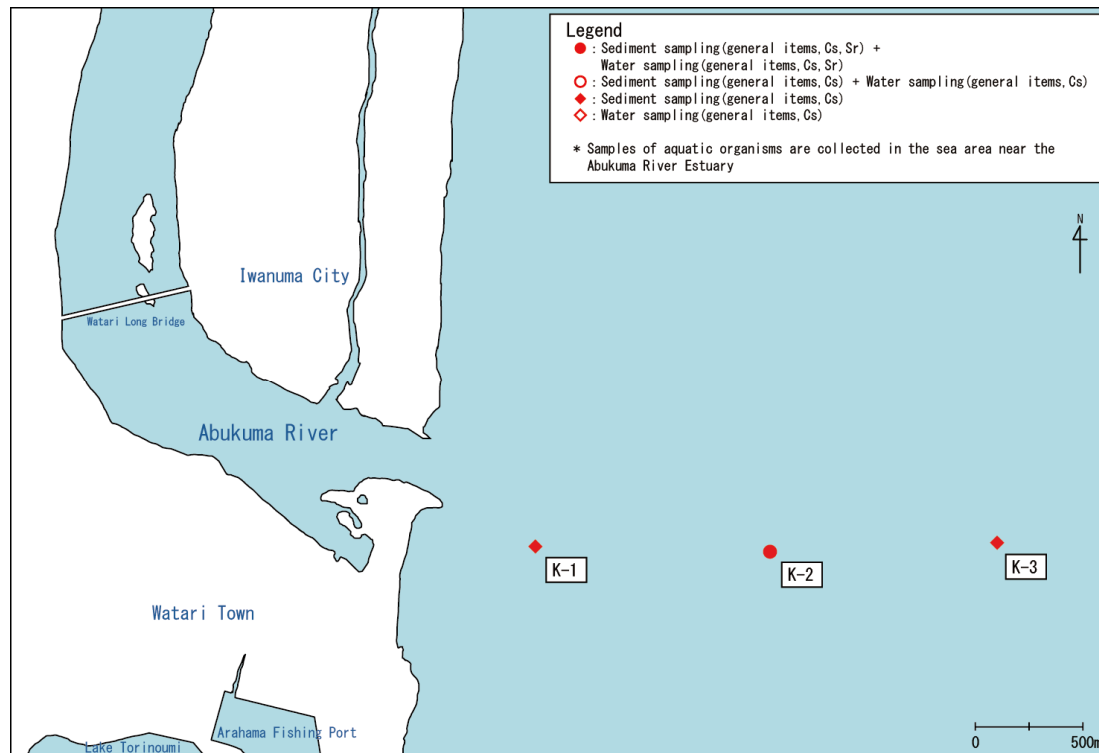 Legend
● : Sediment sampling(general items,Cs,Sr) +
Water sampling(general items,Cs,Sr)
○ : Sediment sampling(general items,Cs) + Water sampling(general items,Cs)
◆ : Sediment sampling(general items,Cs)
◇ : Water sampling(general items,Cs)
* Samples of aquatic organisms are collected in the sea area near the
Abukuma River Estuary
N
Iwanuma City
Watari Long Bridge
Abukuma River
K-1
K-2
K-3
Watari Town
Arahama Fishing Port
Lake Torinoumi
0 500m